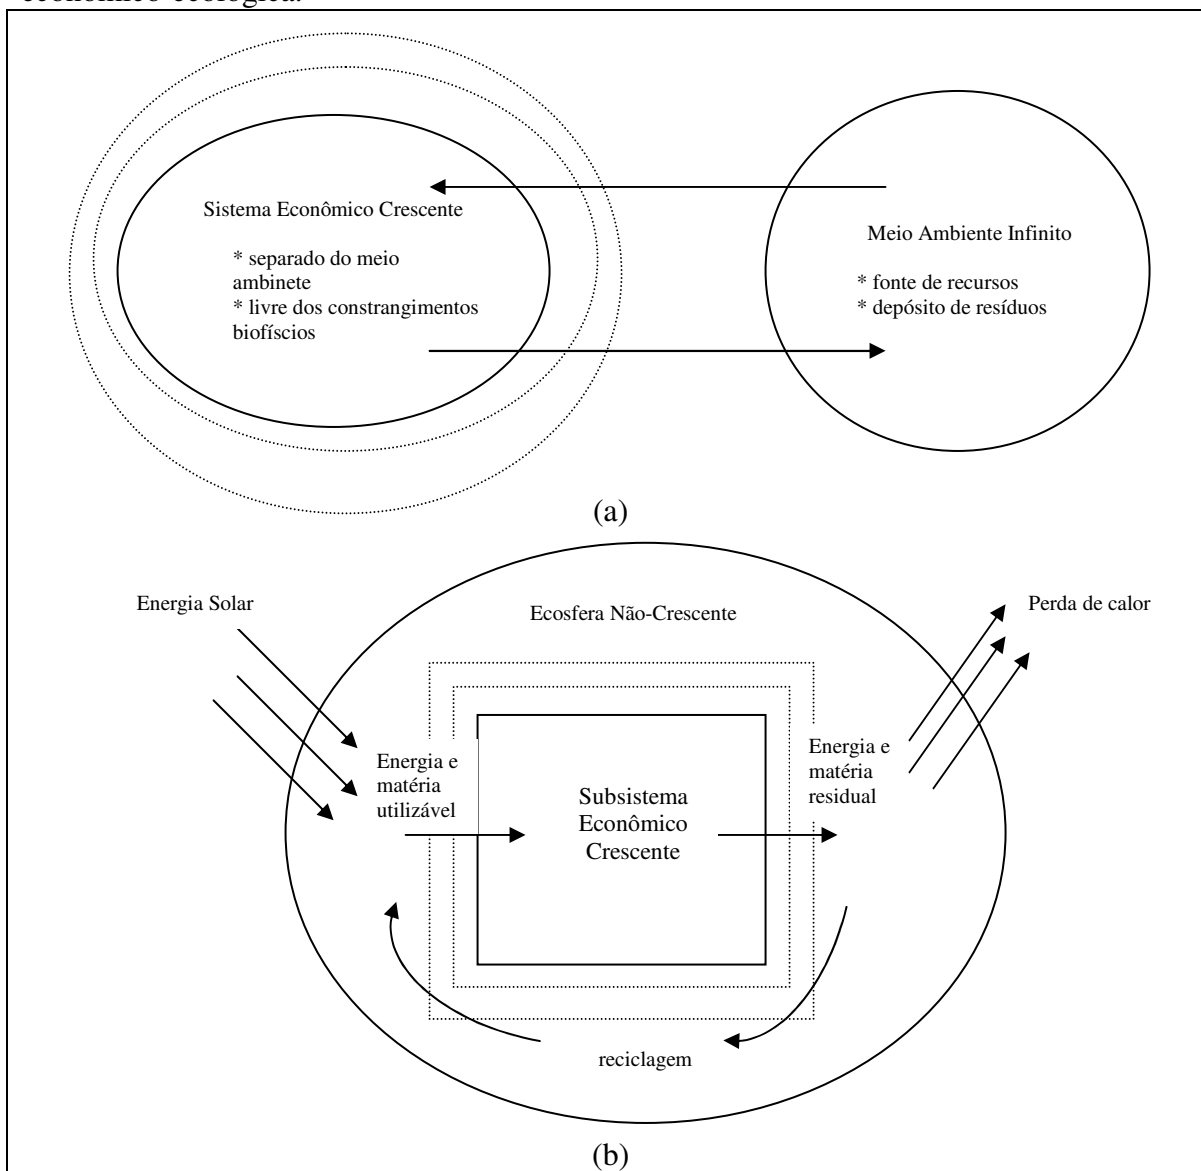 econômico-ecológica.
Sistema Econômico Crescente
* separado do meio
ambinete
* livre dos constrangimentos
biofíscios
Meio Ambiente Infinito
* fonte de recursos
* depósito de resíduos
(a)
Energia Solar
Ecosfera Não-Crescente
Perda de calor
Energia e
matéria
utilizável
Subsistema
Econômico
Crescente
Energia e
matéria
residual
reciclagem
(b)